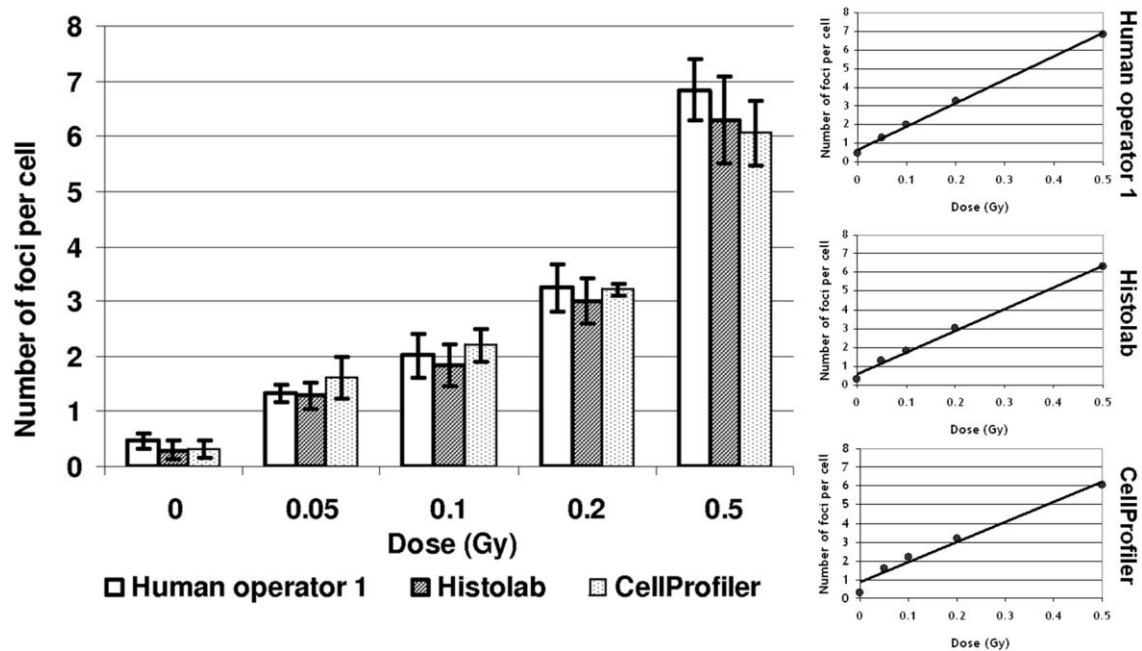 8
7
6
5
4
3
2
1
0
Number of foci per cell
0 0.05 0.1 0.2 0.5
Dose (Gy)
Human operator 1 Histolab CellProfiler
8
7
6
5
4
3
2
1
0
Number of foci per cell
0 0.1 0.2 0.3 0.4 0.5
Dose (Gy)
Human operator 1
8
7
6
5
4
3
2
1
0
Number of foci per cell
0 0.1 0.2 0.3 0.4 0.5
Dose (Gy)
Histolab
8
7
6
5
4
3
2
1
0
Number of foci per cell
0 0.1 0.2 0.3 0.4 0.5
Dose (Gy)
CellProfiler